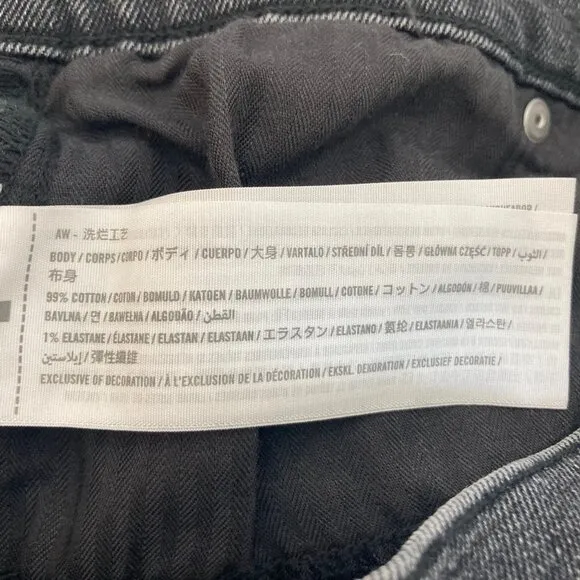 AW - 洗烂工艺
BODY / CORPS / CORPO / ボディ / CUERPO / 大身 / VARTALO / STŘEDNÍ DÍL / 몸통 / GŁÓWNA CZĘŚĆ / TOPP / الثوب /
布身
99% COTTON / COTON / BOMULD / KATOEN / BAUMWOLLE / BOMULL / COTONE / コットン / ALGODÓN / 棉 / PUUVILLAA /
BAVLNA / 면 / BAWEŁNA / ALGODÃO / القطن /
1% ELASTANE / ÉLASTANE / ELASTAN / ELASTAAN / エラスタン / ELASTANO / 氨纶 / ELASTAANIA / 엘라스탄 /
إيلاستين / 彈性纖維
EXCLUSIVE OF DECORATION / À L'EXCLUSION DE LA DÉCORATION / EKSKL. DEKORATION / EXCLUSIEF DECORATIE /